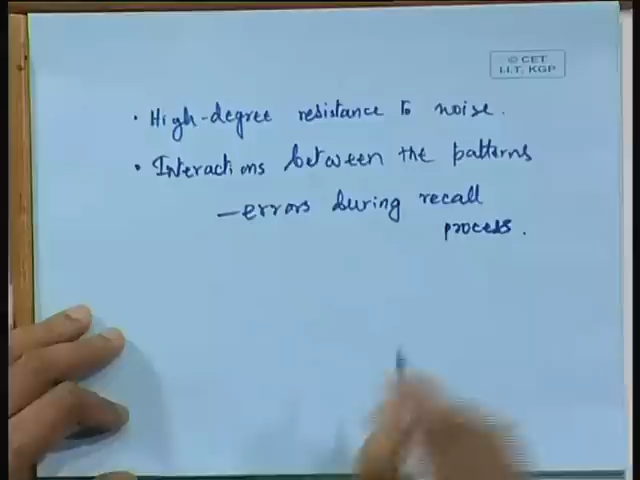 © CET
I.I.T. KGP
• High-degree resistance to noise.
• Interactions between the patterns
— errors during recall
process.